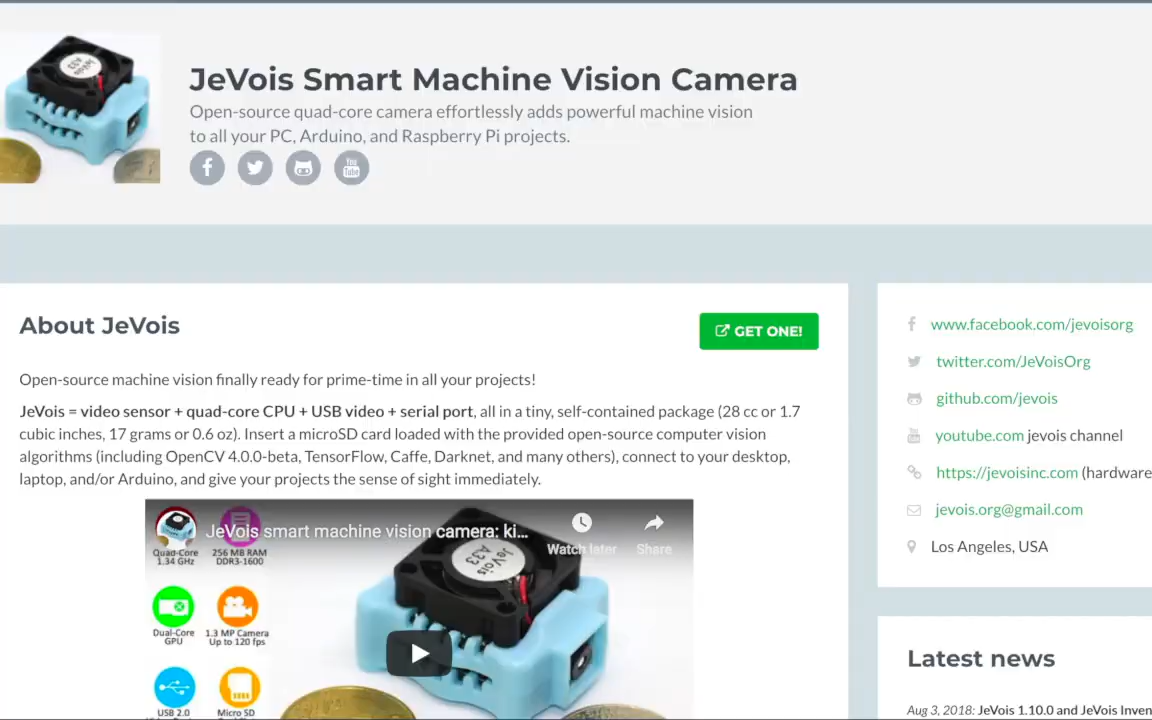 JeVois
A33
JeVois Smart Machine Vision Camera
Open-source quad-core camera effortlessly adds powerful machine vision
to all your PC, Arduino, and Raspberry Pi projects.
You
Tube
About JeVois
GET ONE!
Open-source machine vision finally ready for prime-time in all your projects!
JeVois = video sensor + quad-core CPU + USB video + serial port, all in a tiny, self-contained package (28 cc or 1.7
cubic inches, 17 grams or 0.6 oz). Insert a microSD card loaded with the provided open-source computer vision
algorithms (including OpenCV 4.0.0-beta, TensorFlow, Caffe, Darknet, and many others), connect to your desktop,
laptop, and/or Arduino, and give your projects the sense of sight immediately.
JeVois smart machine vision camera: ki...
Watch later
Share
Quad-Core
1.34 GHz
256 MB RAM
DDR3-1600
Dual-Core
GPU
1.3 MP Camera
Up to 120 fps
USB 2.0
Micro SD
JeVois
A33
www.facebook.com/jevoisorg
twitter.com/JeVoisOrg
github.com/jevois
youtube.com jevois channel
https://jevoisinc.com (hardware
jevois.org@gmail.com
Los Angeles, USA
Latest news
Aug 3, 2018: JeVois 1.10.0 and JeVois Inven